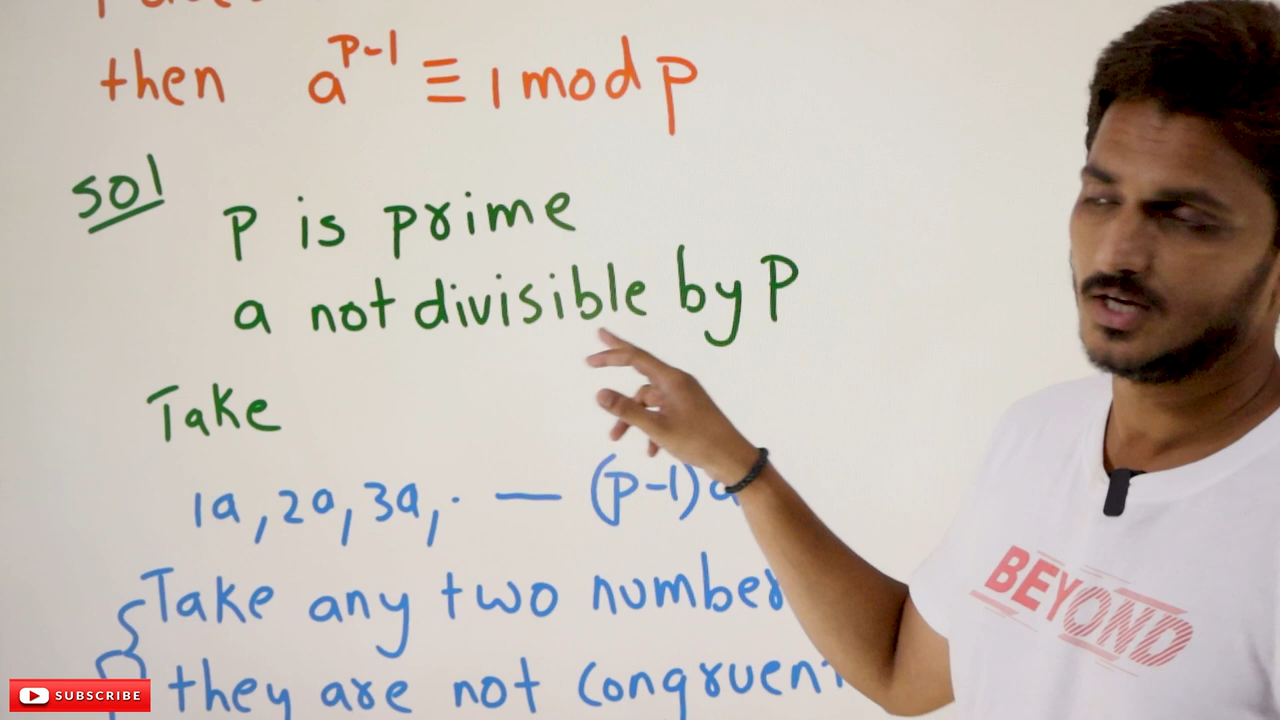 then a^p-1 ≡ 1 mod p
Sol
P is prime
a not divisible by P
Take
1a, 2a, 3a, · — (p-1)a
Take any two number
they are not congruent
BEYOND
SUBSCRIBE